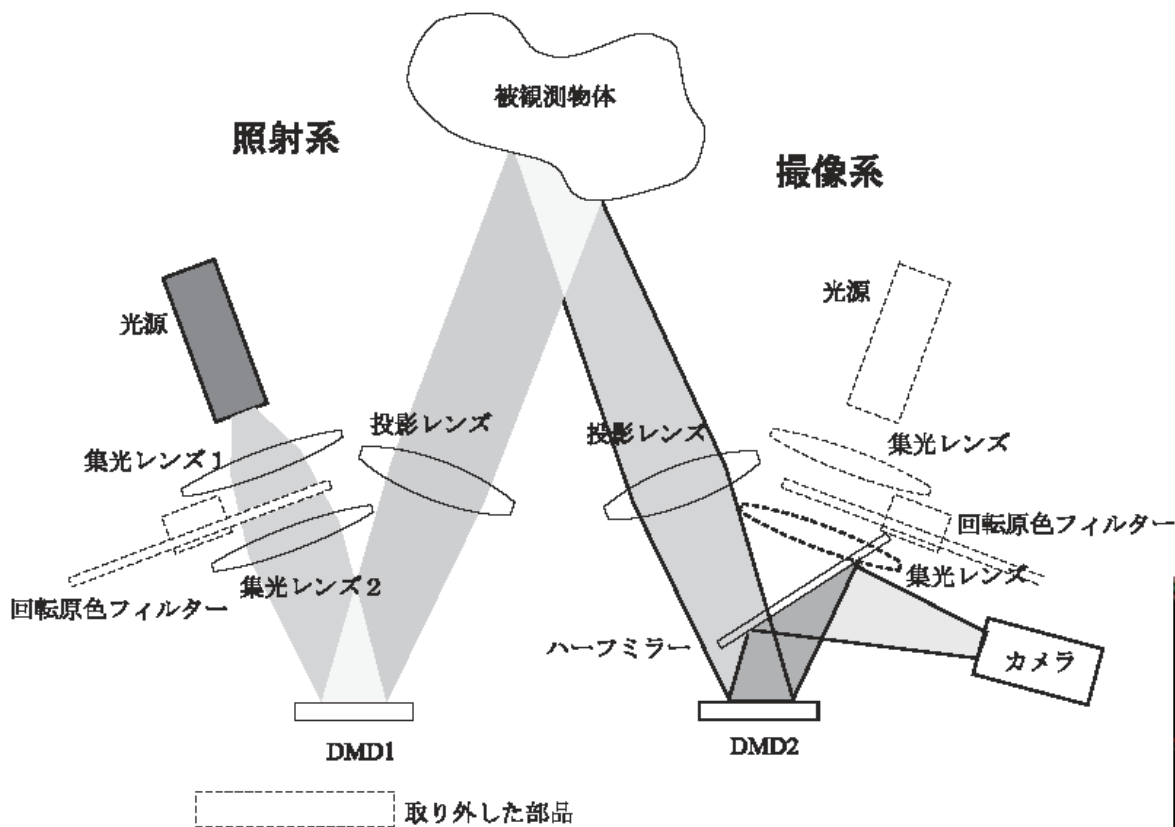 被観測物体
照射系
撮像系
光源
光源
投影レンズ
投影レンズ
集光レンズ
集光レンズ1
回転原色フィルター
集光レンズ
集光レンズ2
回転原色フィルター
ハーフミラー
カメラ
DMD1
DMD2
取り外した部品